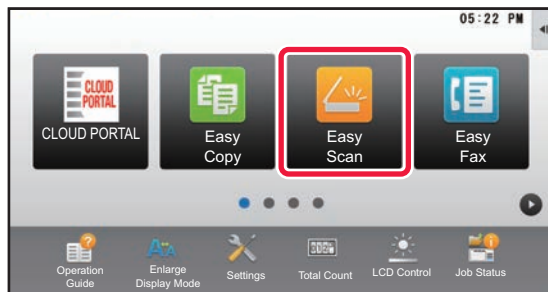 05:22 PM
CLOUD
PORTAL
CLOUD PORTAL
Easy
Copy
Easy
Scan
Easy
Fax
Operation
Guide
Enlarge
Display Mode
Settings
Total Count
LCD Control
Job Status